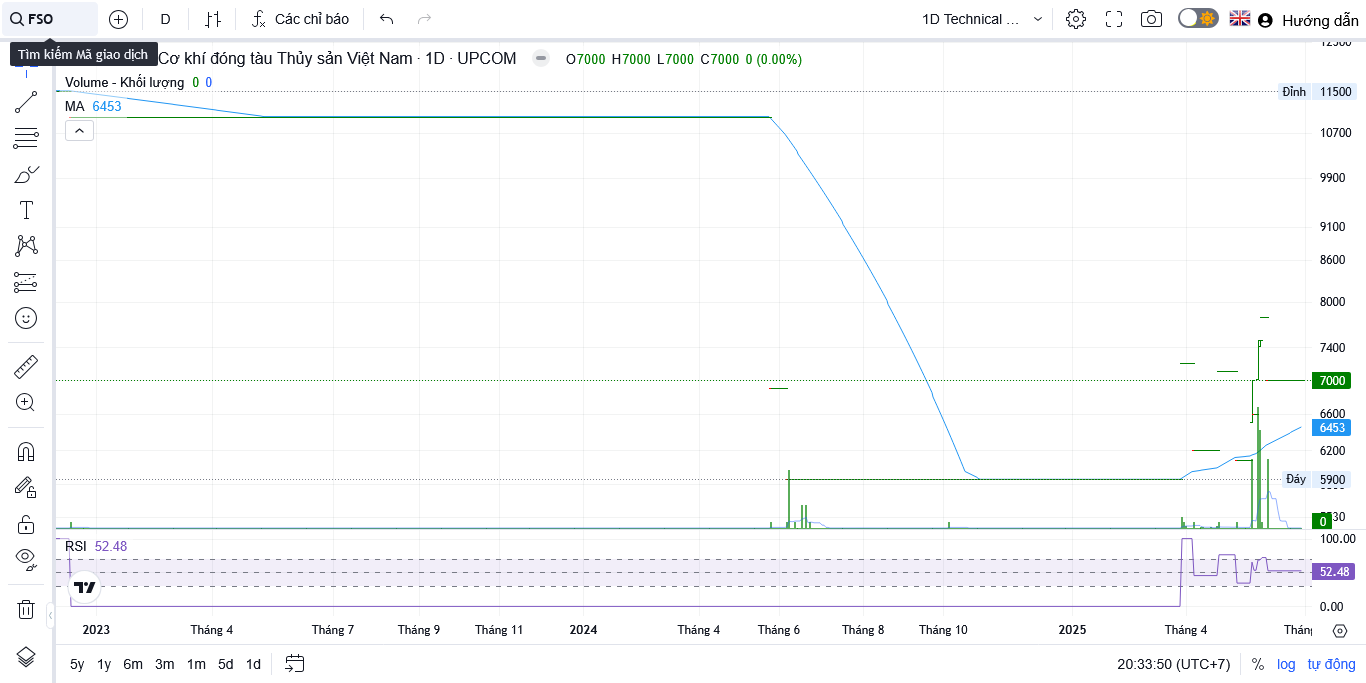 FSO
D
Các chỉ báo
1D Technical ...
Hướng dẫn
Tìm kiếm Mã giao dịch
Cơ khí đóng tàu Thủy sản Việt Nam · 1D · UPCOM
O7000 H7000 L7000 C7000 0 (0.00%)
Volume - Khối lượng 0 0
MA 6453
Đỉnh 11500
10700
9900
9100
8600
8000
7400
7000
6600
6453
6200
Đáy 5900
0
RSI 52.48
100.00
52.48
0.00
2023 Tháng 4 Tháng 7 Tháng 9 Tháng 11 2024 Tháng 4 Tháng 6 Tháng 8 Tháng 10 2025 Tháng 4 Tháng
5y 1y 6m 3m 1m 5d 1d
20:33:50 (UTC+7) % log tự động